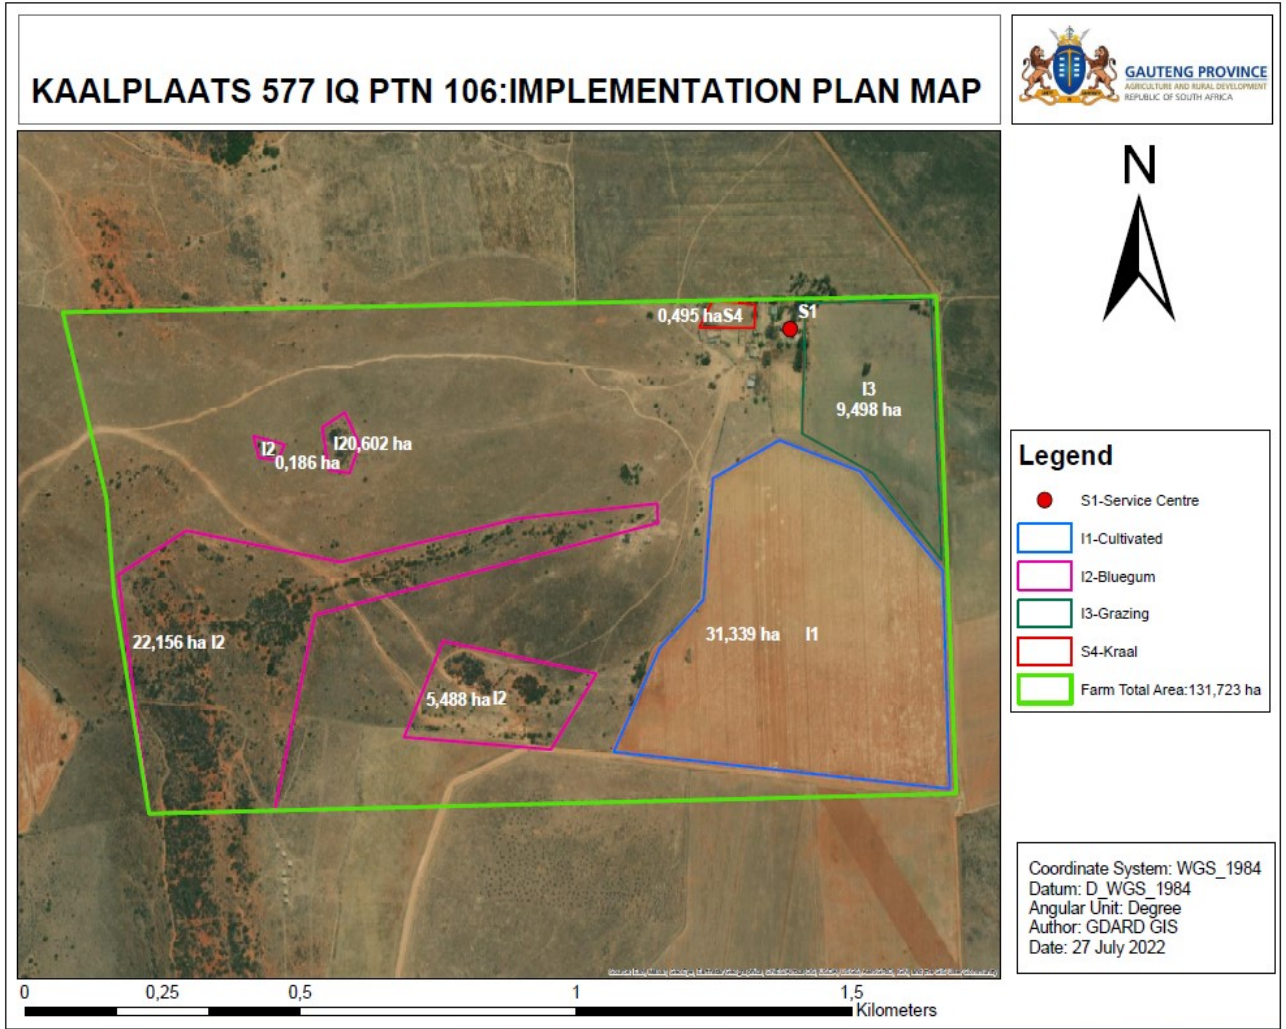 KAALPLAATS 577 IQ PTN 106:IMPLEMENTATION PLAN MAP
GAUTENG PROVINCE
AGRICULTURE AND RURAL DEVELOPMENT
REPUBLIC OF SOUTH AFRICA
N
0,495 ha S4
S1
I3
9,498 ha
I2
0,186 ha
I2 0,602 ha
22,156 ha I2
5,488 ha I2
31,339 ha I1
Legend
S1-Service Centre
I1-Cultivated
I2-Bluegum
I3-Grazing
S4-Kraal
Farm Total Area:131,723 ha
Coordinate System: WGS_1984
Datum: D_WGS_1984
Angular Unit: Degree
Author: GDARD GIS
Date: 27 July 2022
0 0,25 0,5 1 1,5
Kilometers